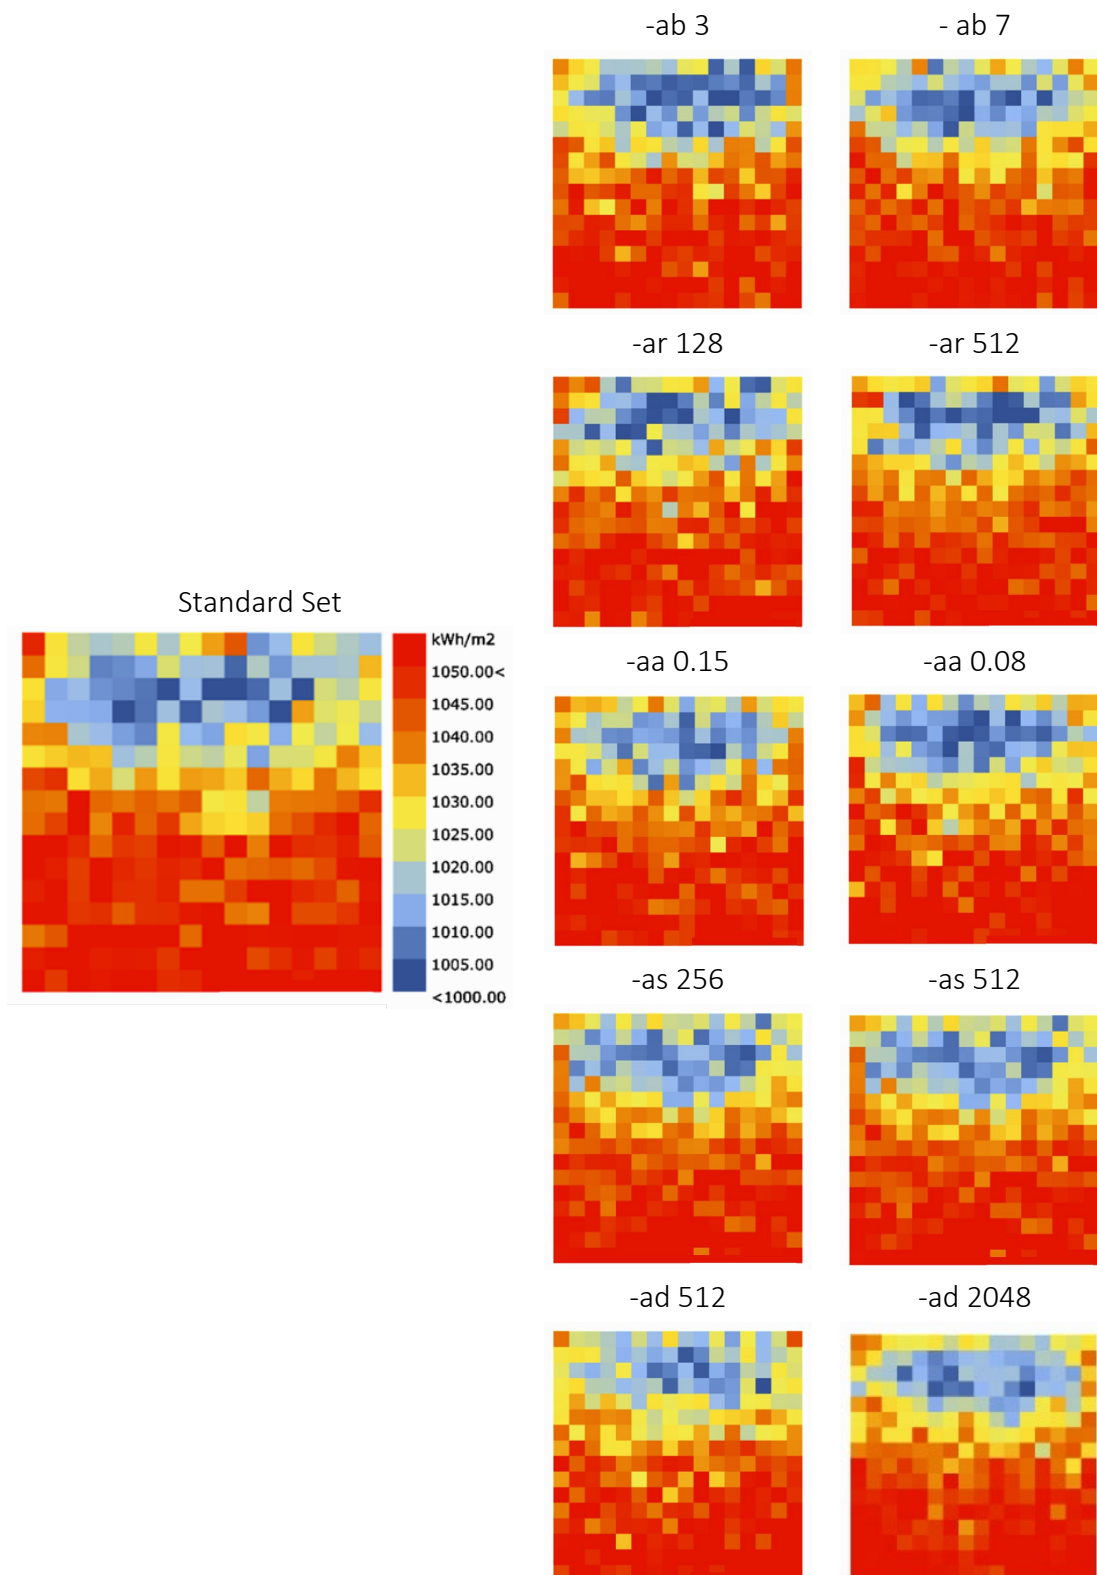 -ab 3
- ab 7
-ar 128
-ar 512
Standard Set
kWh/m2
1050.00<
1045.00
1040.00
1035.00
1030.00
1025.00
1020.00
1015.00
1010.00
1005.00
<1000.00
-aa 0.15
-aa 0.08
-as 256
-as 512
-ad 512
-ad 2048